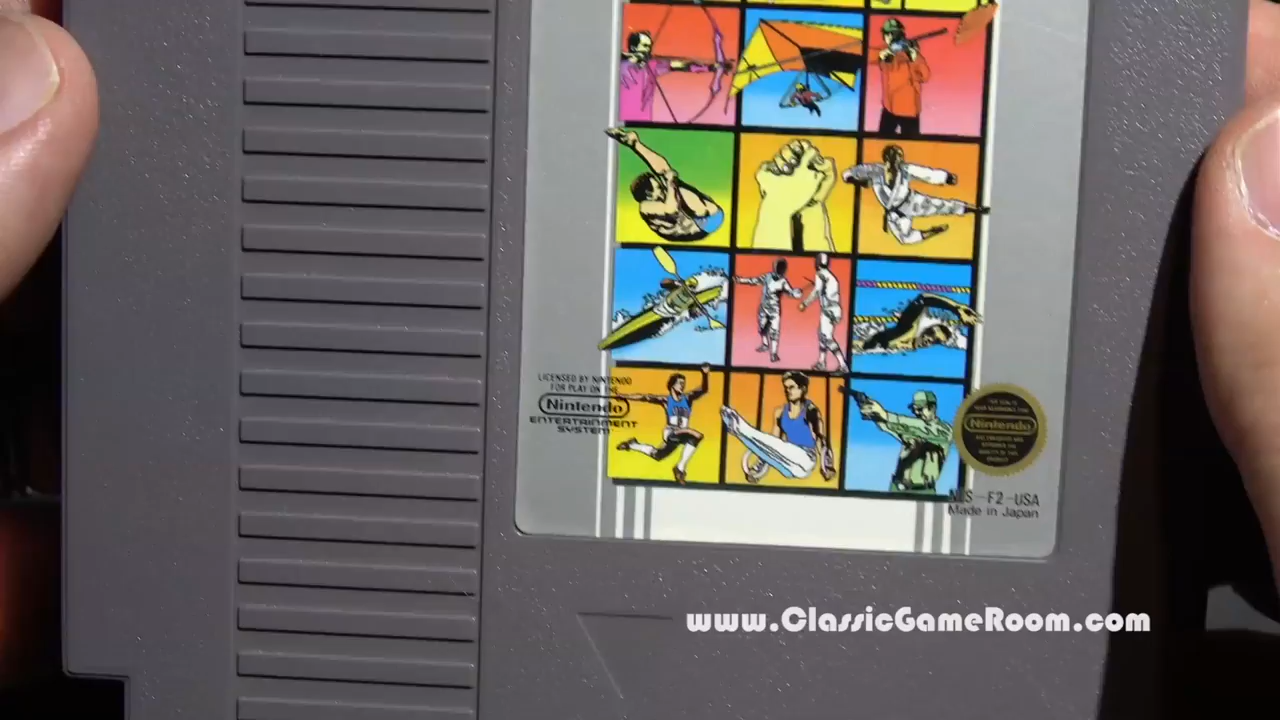 LICENSED BY NINTENDO
FOR PLAY ON THE
Nintendo
ENTERTAINMENT
SYSTEM
Nintendo
NES-F2-USA
Made in Japan
www.ClassicGameRoom.com